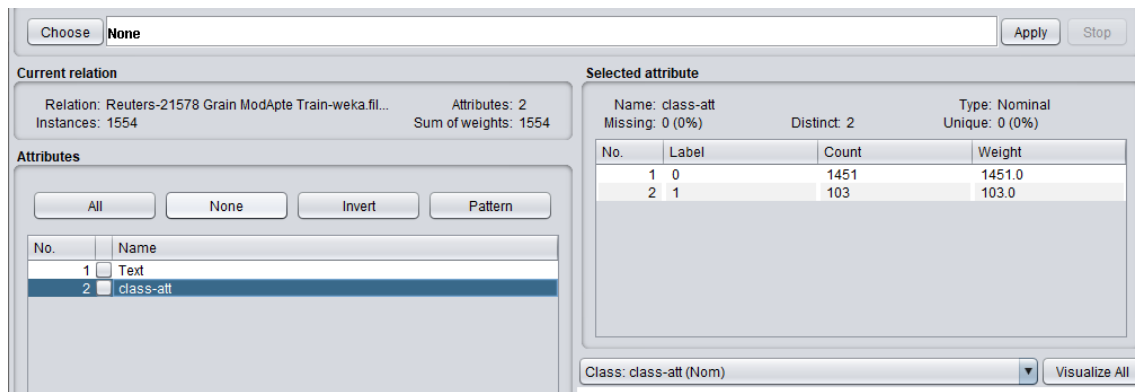 Choose None Apply Stop
Current relation
Relation: Reuters-21578 Grain ModApte Train-weka.fil... Attributes: 2
Instances: 1554 Sum of weights: 1554
Attributes
All None Invert Pattern
No. Name
1 Text
2 class-att
Selected attribute
Name: class-att Type: Nominal
Missing: 0 (0%) Distinct: 2 Unique: 0 (0%)
No. Label Count Weight
1 0 1451 1451.0
2 1 103 103.0
Class: class-att (Nom) Visualize All